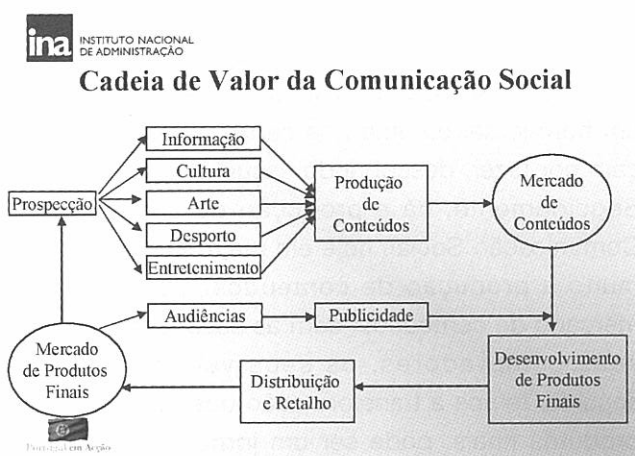 ina
INSTITUTO NACIONAL
DE ADMINISTRAÇÃO
Cadeia de Valor da Comunicação Social
Informação
Cultura
Prospecção
Arte
Desporto
Entretenimento
Produção
de
Conteúdos
Mercado
de
Conteúdos
Audiências
Publicidade
Mercado
de Produtos
Finais
Distribuição
e Retalho
Desenvolvimento
de Produtos
Finais
Portugal em Acção